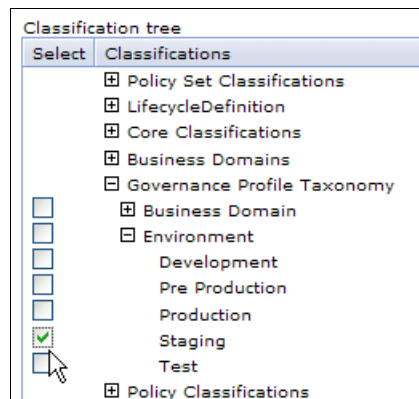 Classification tree
Select Classifications
Policy Set Classifications
LifecycleDefinition
Core Classifications
Business Domains
Governance Profile Taxonomy
Business Domain
Environment
Development
Pre Production
Production
Staging
Test
Policy Classifications